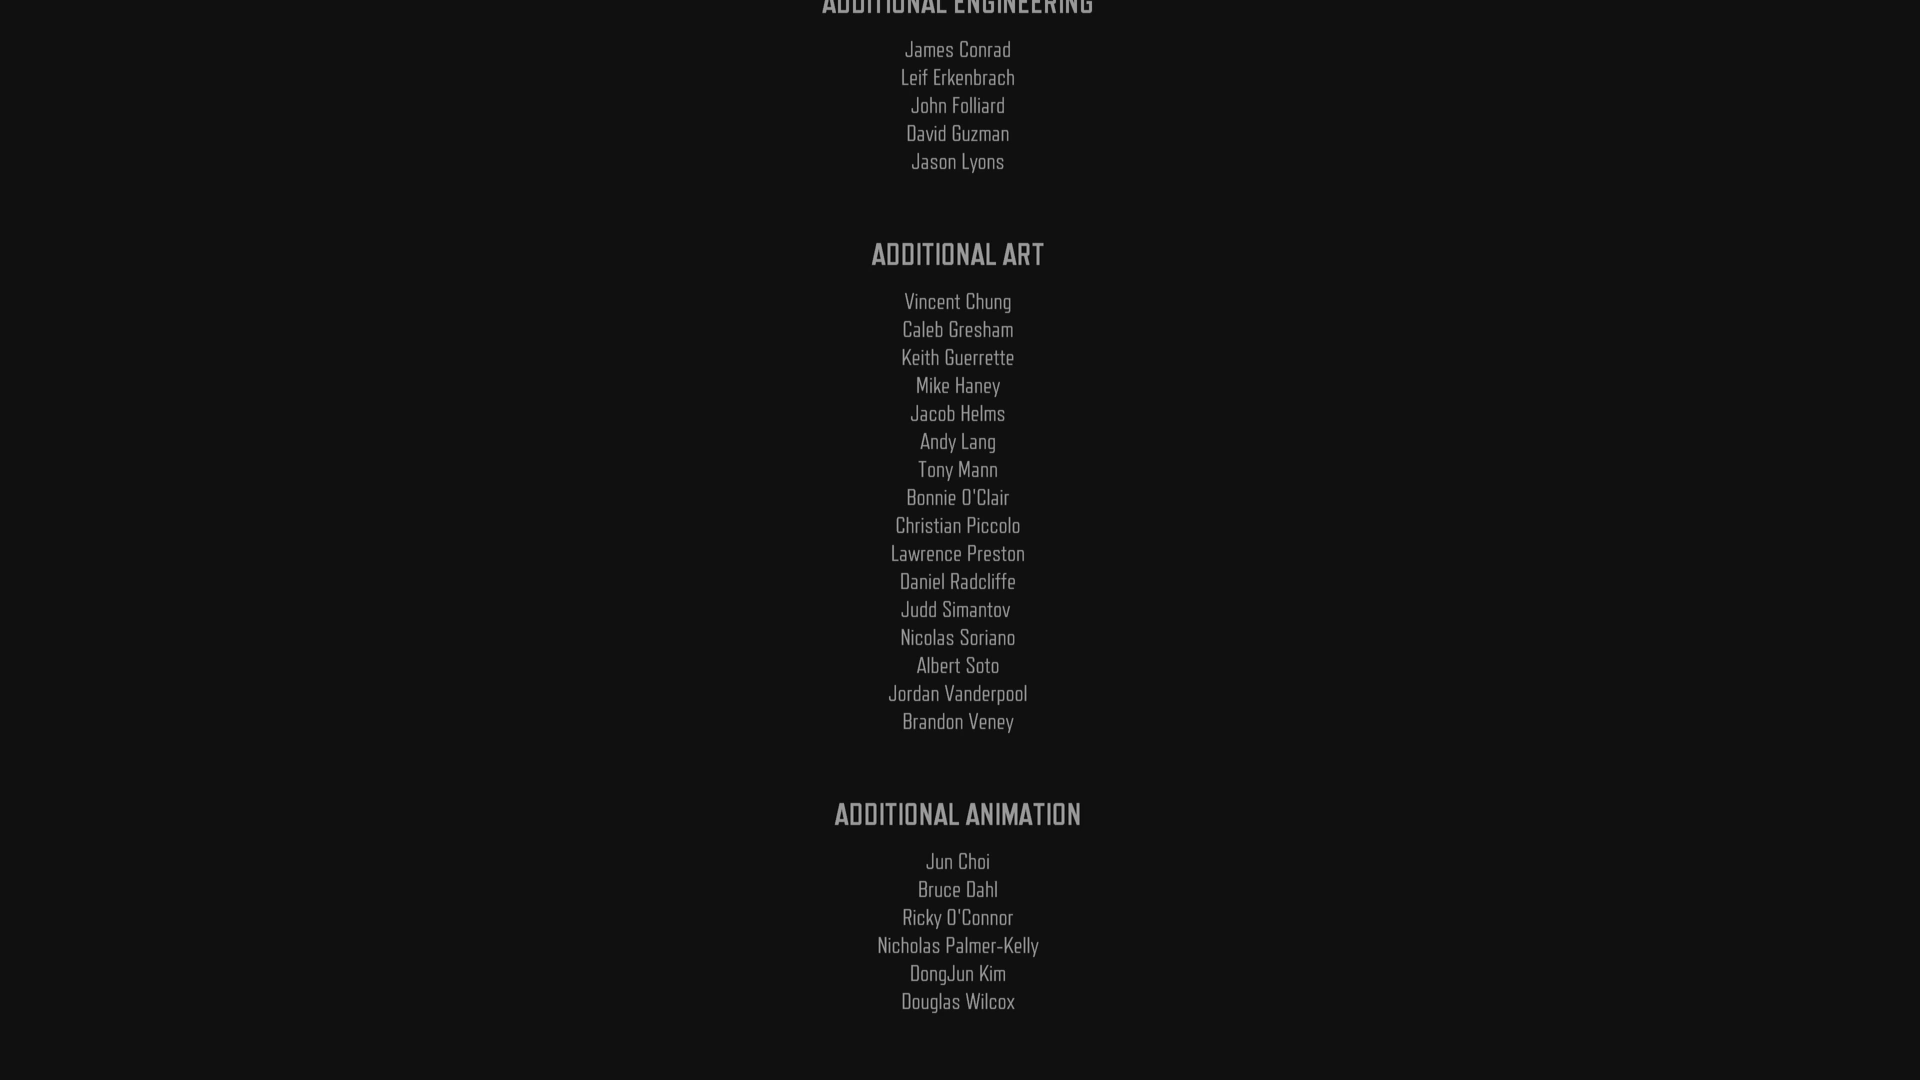 ADDITIONAL ENGINEERING
James Conrad
Leif Erkenbrach
John Folliard
David Guzman
Jason Lyons
ADDITIONAL ART
Vincent Chung
Caleb Gresham
Keith Guerrette
Mike Haney
Jacob Helms
Andy Lang
Tony Mann
Bonnie O'Clair
Christian Piccolo
Lawrence Preston
Daniel Radcliffe
Judd Simantov
Nicolas Soriano
Albert Soto
Jordan Vanderpool
Brandon Veney
ADDITIONAL ANIMATION
Jun Choi
Bruce Dahl
Ricky O'Connor
Nicholas Palmer-Kelly
DongJun Kim
Douglas Wilcox